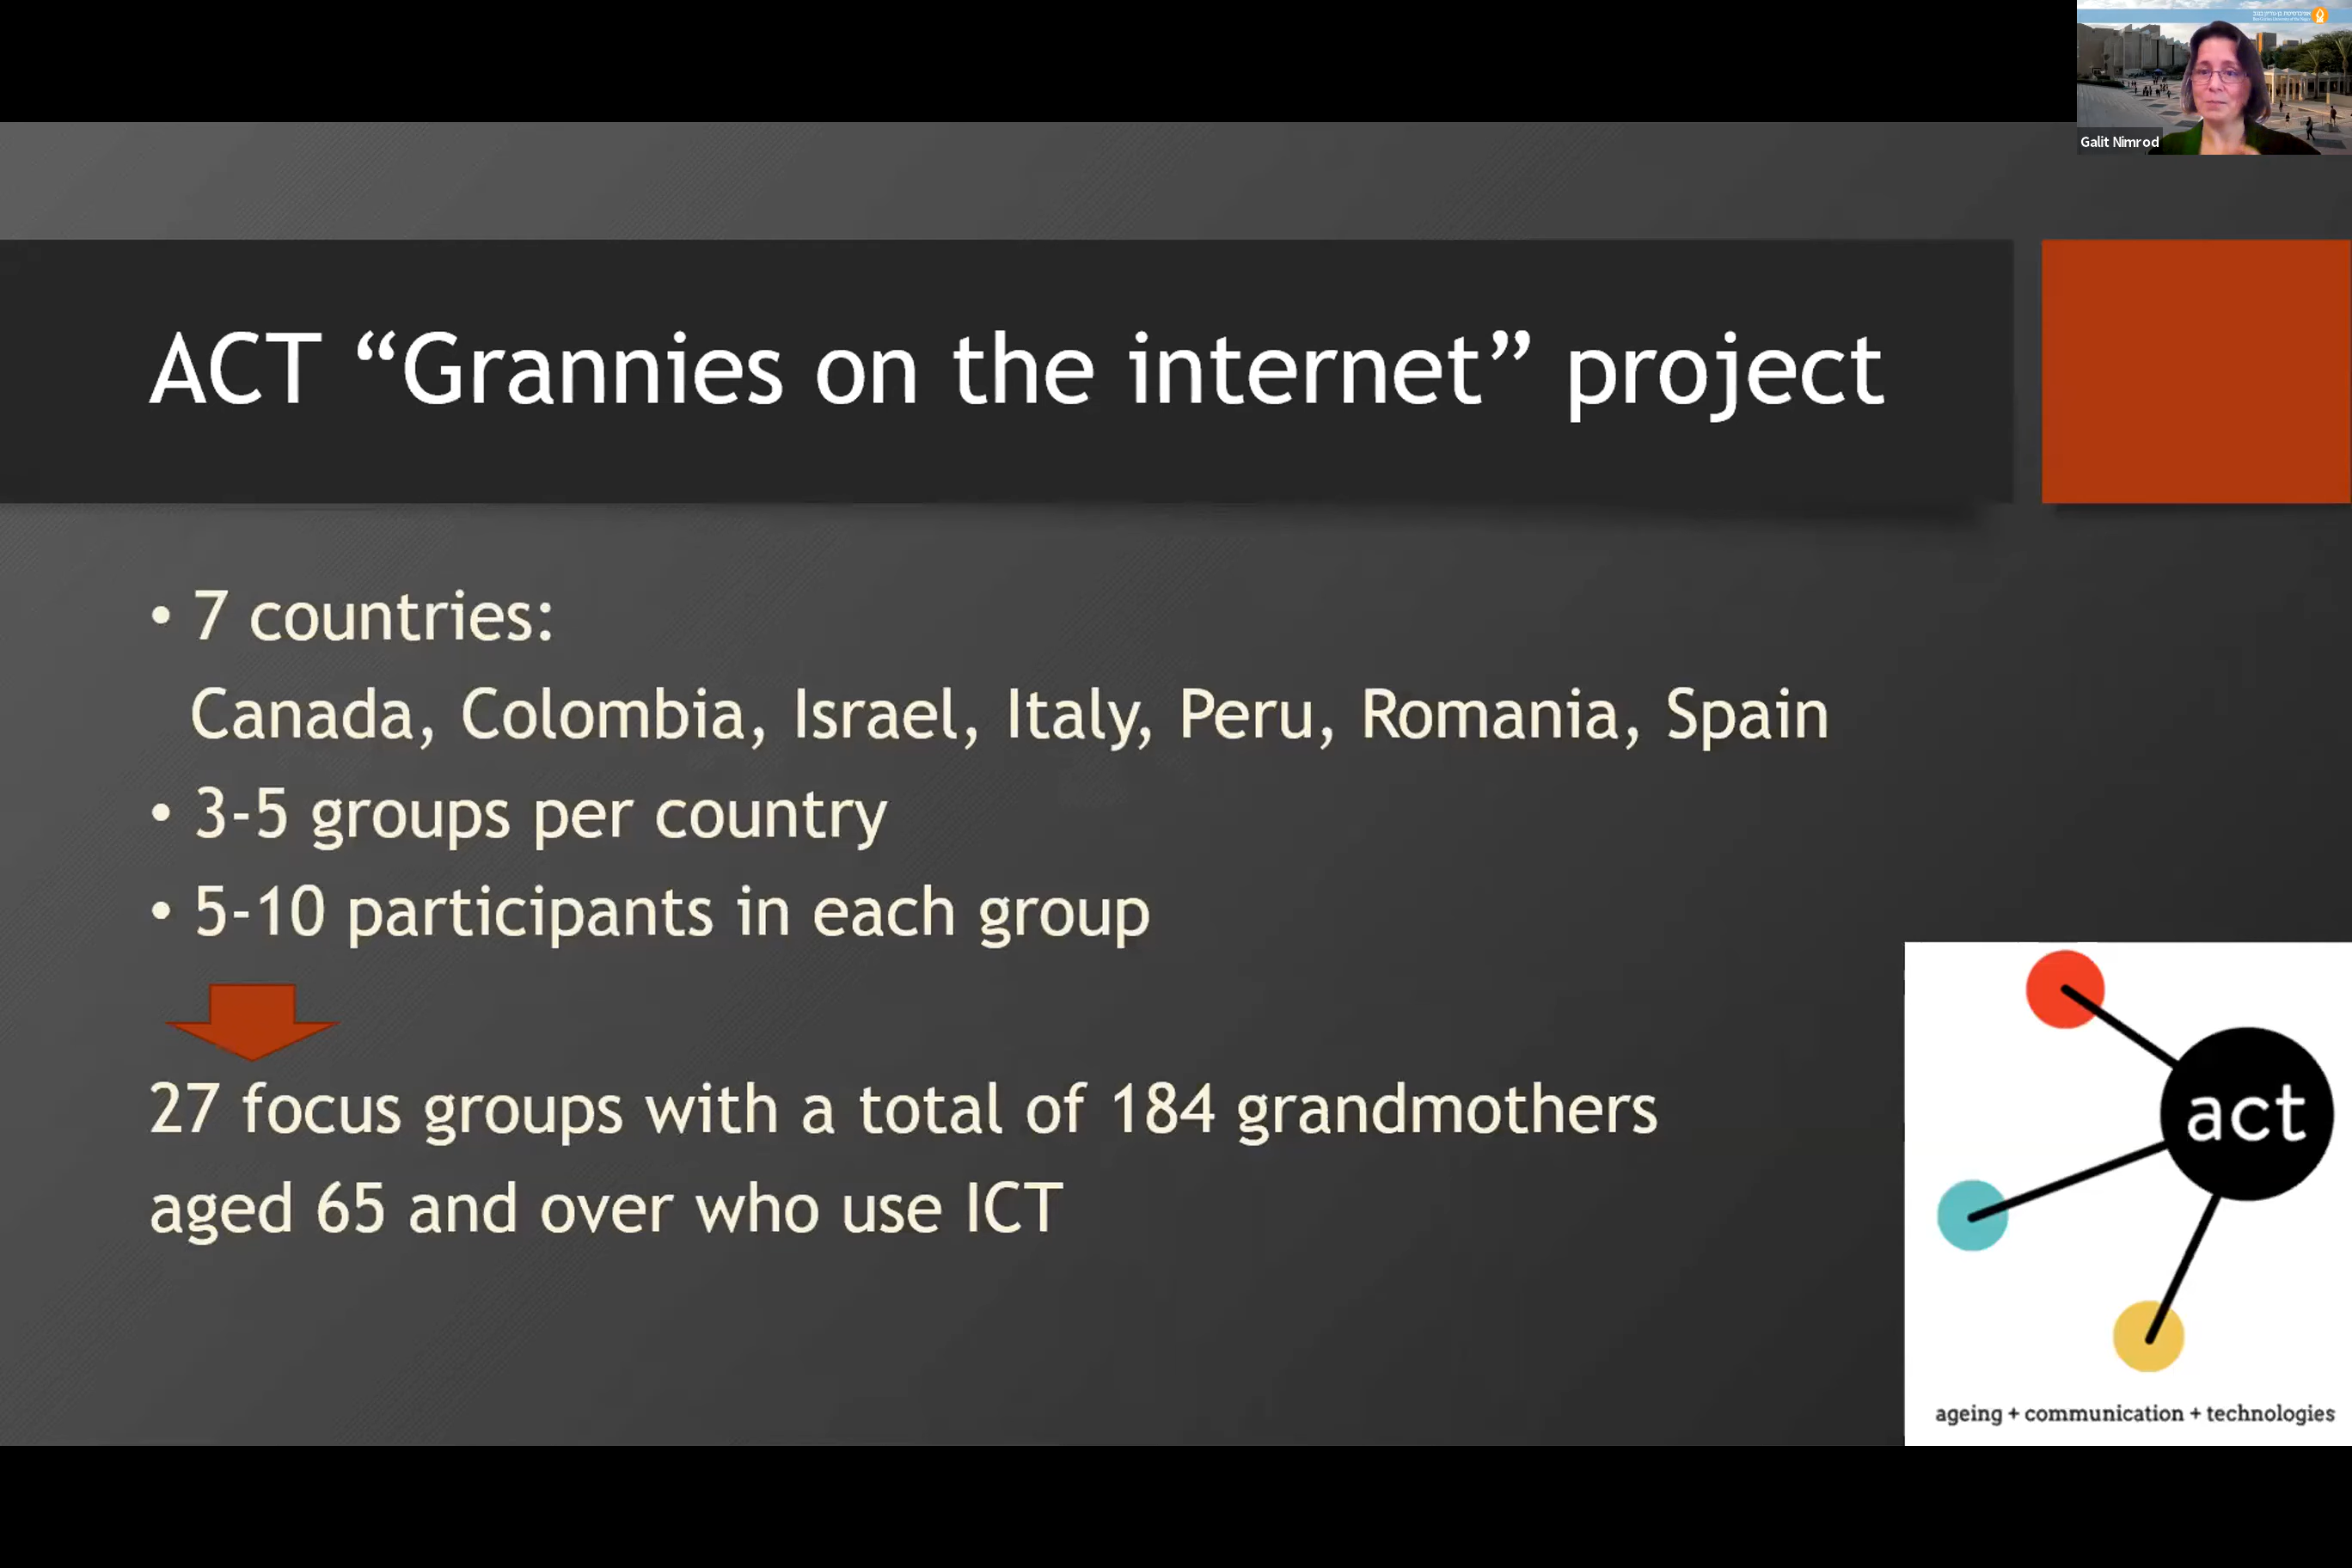 Galit Nimrod
ACT “Grannies on the internet” project
• 7 countries:
Canada, Colombia, Israel, Italy, Peru, Romania, Spain
• 3-5 groups per country
• 5-10 participants in each group
27 focus groups with a total of 184 grandmothers
aged 65 and over who use ICT
act
ageing + communication + technologies